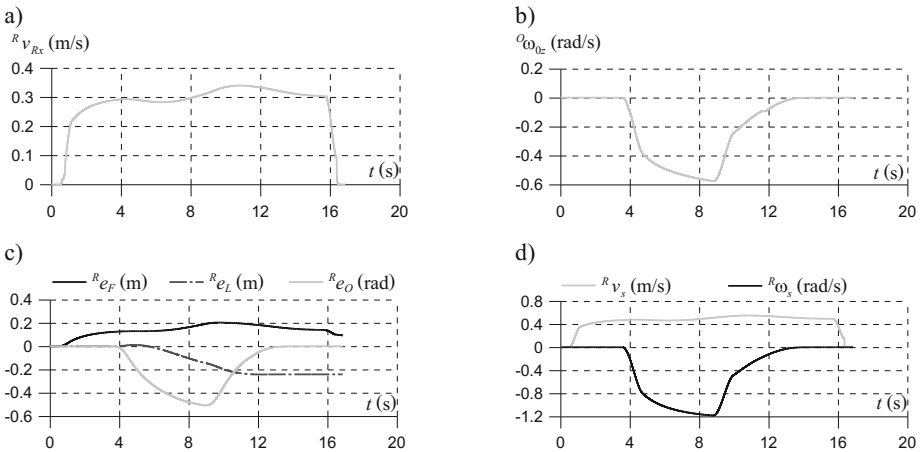 a)
ᴿv_Rx (m/s)
0.4
0.3
0.2
0.1
0
t (s)
0 4 8 12 16 20
b)
ᴼω_0z (rad/s)
0.2
0
-0.2
-0.4
-0.6
t (s)
0 4 8 12 16 20
c)
ᴿe_F (m) ᴿe_L (m) ᴿe_O (rad)
0.4
0.2
0
-0.2
-0.4
-0.6
t (s)
0 4 8 12 16 20
d)
ᴿv_s (m/s) ᴿω_s (rad/s)
0.8
0.4
0
-0.4
-0.8
-1.2
t (s)
0 4 8 12 16 20